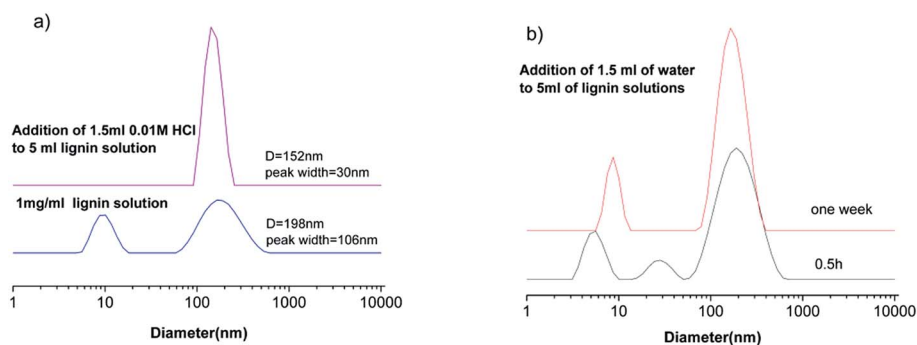 a)
Addition of 1.5ml 0.01M HCl
to 5 ml lignin solution
D=152nm
peak width=30nm
1mg/ml lignin solution
D=198nm
peak width=106nm
1 10 100 1000 10000
Diameter(nm)
b)
Addition of 1.5 ml of water
to 5ml of lignin solutions
one week
0.5h
1 10 100 1000 10000
Diameter(nm)